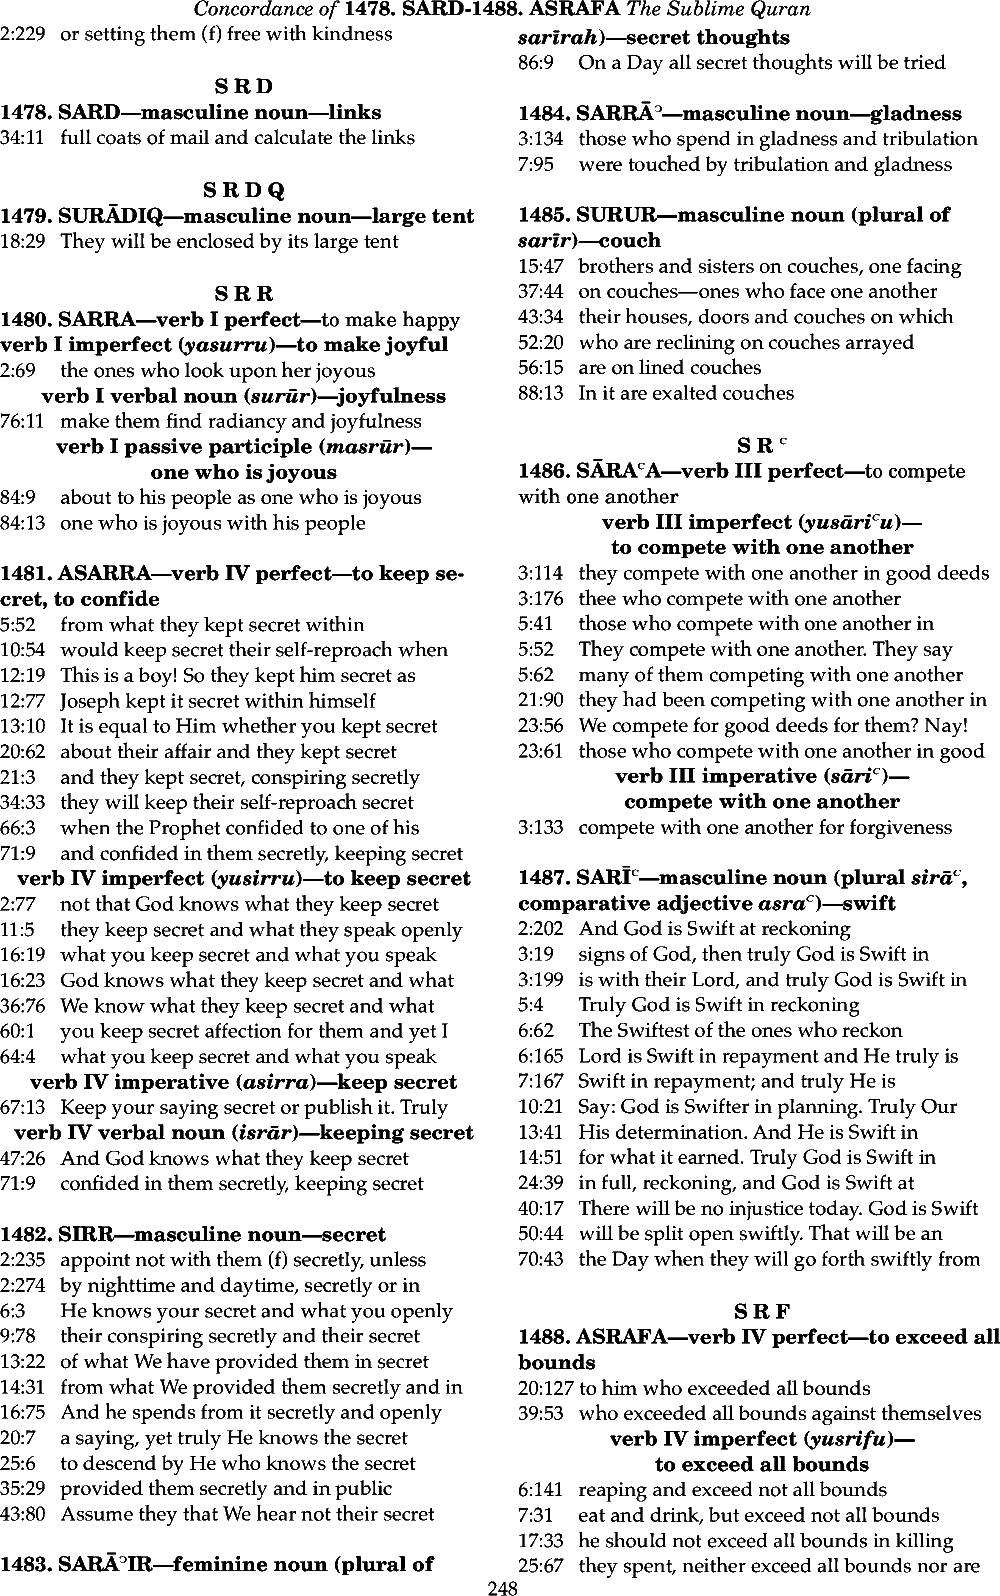 Concordance of 1478. SARD-1488. ASRAFA The Sublime Quran
2:229 or setting them (f) free with kindness
S R D
1478. SARD—masculine noun—links
34:11 full coats of mail and calculate the links
S R D Q
1479. SURĀDIQ—masculine noun—large tent
18:29 They will be enclosed by its large tent
S R R
1480. SARRA—verb I perfect—to make happy
verb I imperfect (yasurru)—to make joyful
2:69 the ones who look upon her joyous
verb I verbal noun (surūr)—joyfulness
76:11 make them find radiancy and joyfulness
verb I passive participle (masrūr)—
one who is joyous
84:9 about to his people as one who is joyous
84:13 one who is joyous with his people
1481. ASARRA—verb IV perfect—to keep se-
cret, to confide
5:52 from what they kept secret within
10:54 would keep secret their self-reproach when
12:19 This is a boy! So they kept him secret as
12:77 Joseph kept it secret within himself
13:10 It is equal to Him whether you kept secret
20:62 about their affair and they kept secret
21:3 and they kept secret, conspiring secretly
34:33 they will keep their self-reproach secret
66:3 when the Prophet confided to one of his
71:9 and confided in them secretly, keeping secret
verb IV imperfect (yusirru)—to keep secret
2:77 not that God knows what they keep secret
11:5 they keep secret and what they speak openly
16:19 what you keep secret and what you speak
16:23 God knows what they keep secret and what
36:76 We know what they keep secret and what
60:1 you keep secret affection for them and yet I
64:4 what you keep secret and what you speak
verb IV imperative (asirra)—keep secret
67:13 Keep your saying secret or publish it. Truly
verb IV verbal noun (isrār)—keeping secret
47:26 And God knows what they keep secret
71:9 confided in them secretly, keeping secret
1482. SIRR—masculine noun—secret
2:235 appoint not with them (f) secretly, unless
2:274 by nighttime and daytime, secretly or in
6:3 He knows your secret and what you openly
9:78 their conspiring secretly and their secret
13:22 of what We have provided them in secret
14:31 from what We provided them secretly and in
16:75 And he spends from it secretly and openly
20:7 a saying, yet truly He knows the secret
25:6 to descend by He who knows the secret
35:29 provided them secretly and in public
43:80 Assume they that We hear not their secret
1483. SARĀᵓIR—feminine noun (plural of
sarīrah)—secret thoughts
86:9 On a Day all secret thoughts will be tried
1484. SARRĀᵓ—masculine noun—gladness
3:134 those who spend in gladness and tribulation
7:95 were touched by tribulation and gladness
1485. SURUR—masculine noun (plural of
sarīr)—couch
15:47 brothers and sisters on couches, one facing
37:44 on couches—ones who face one another
43:34 their houses, doors and couches on which
52:20 who are reclining on couches arrayed
56:15 are on lined couches
88:13 In it are exalted couches
S R ᶜ
1486. SĀRAᶜA—verb III perfect—to compete
with one another
verb III imperfect (yusāriᶜu)—
to compete with one another
3:114 they compete with one another in good deeds
3:176 thee who compete with one another
5:41 those who compete with one another in
5:52 They compete with one another. They say
5:62 many of them competing with one another
21:90 they had been competing with one another in
23:56 We compete for good deeds for them? Nay!
23:61 those who compete with one another in good
verb III imperative (sāriᶜ)—
compete with one another
3:133 compete with one another for forgiveness
1487. SARĪᶜ—masculine noun (plural sirāᶜ,
comparative adjective asraᶜ)—swift
2:202 And God is Swift at reckoning
3:19 signs of God, then truly God is Swift in
3:199 is with their Lord, and truly God is Swift in
5:4 Truly God is Swift in reckoning
6:62 The Swiftest of the ones who reckon
6:165 Lord is Swift in repayment and He truly is
7:167 Swift in repayment; and truly He is
10:21 Say: God is Swifter in planning. Truly Our
13:41 His determination. And He is Swift in
14:51 for what it earned. Truly God is Swift in
24:39 in full, reckoning, and God is Swift at
40:17 There will be no injustice today. God is Swift
50:44 will be split open swiftly. That will be an
70:43 the Day when they will go forth swiftly from
S R F
1488. ASRAFA—verb IV perfect—to exceed all
bounds
20:127 to him who exceeded all bounds
39:53 who exceeded all bounds against themselves
verb IV imperfect (yusrifu)—
to exceed all bounds
6:141 reaping and exceed not all bounds
7:31 eat and drink, but exceed not all bounds
17:33 he should not exceed all bounds in killing
25:67 they spent, neither exceed all bounds nor are
248